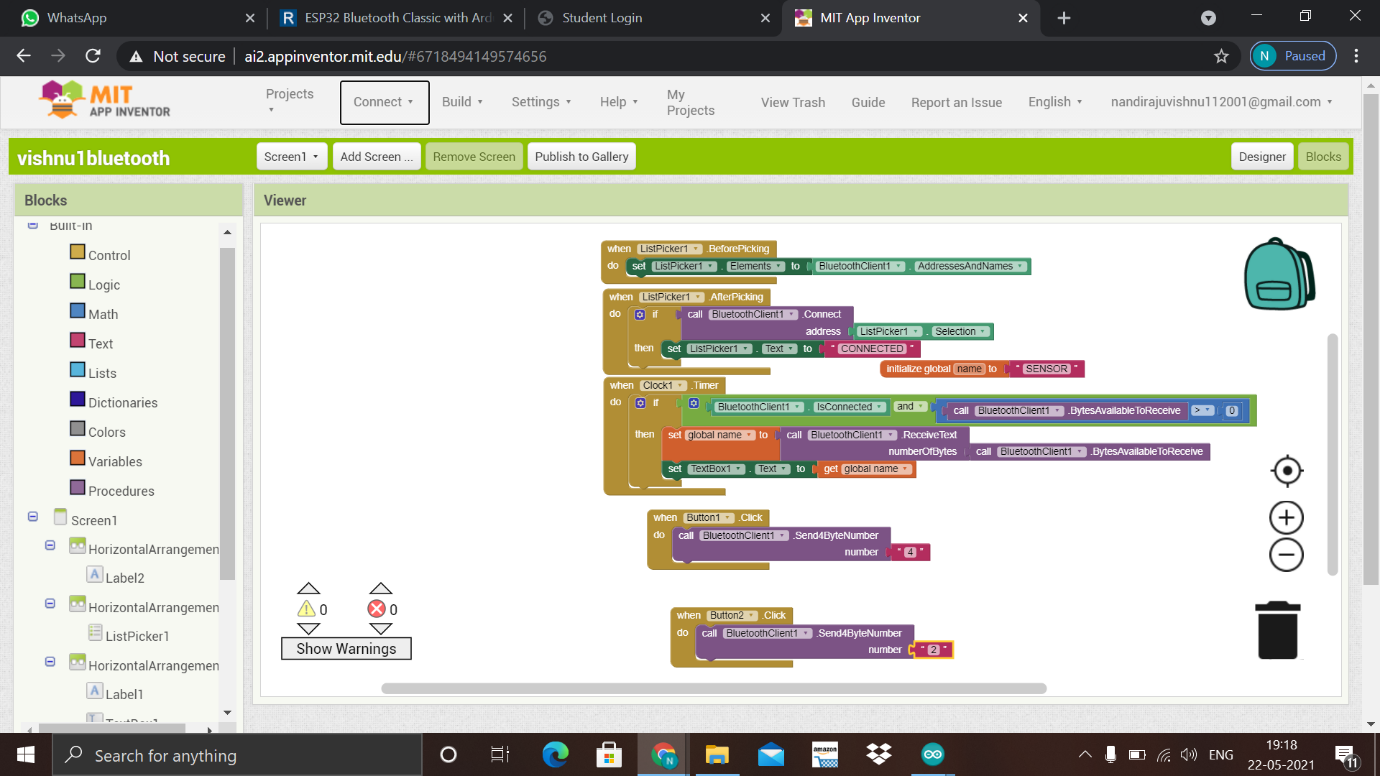 WhatsApp
ESP32 Bluetooth Classic with Ard
Student Login
MIT App Inventor
Not secure
ai2.appinventor.mit.edu/#6718494149574656
N Paused
MIT
APP INVENTOR
Projects
Connect
Build
Settings
Help
My
Projects
View Trash
Guide
Report an Issue
English
nandirajuvishnu112001@gmail.com
vishnu1bluetooth
Screen1
Add Screen ...
Remove Screen
Publish to Gallery
Designer
Blocks
Blocks
Built-in
Control
Logic
Math
Text
Lists
Dictionaries
Colors
Variables
Procedures
Screen1
HorizontalArrangemen
Label2
HorizontalArrangemen
ListPicker1
HorizontalArrangemen
Label1
TextBox1
Viewer
when ListPicker1 .BeforePicking
do set ListPicker1 . Elements to BluetoothClient1 . AddressesAndNames
when ListPicker1 .AfterPicking
do if call BluetoothClient1 .Connect
address ListPicker1 . Selection
then set ListPicker1 . Text to " CONNECTED "
initialize global name to " SENSOR "
when Clock1 .Timer
do if BluetoothClient1 . IsConnected and call BluetoothClient1 .BytesAvailableToReceive > 0
then set global name to call BluetoothClient1 .ReceiveText
numberOfBytes call BluetoothClient1 .BytesAvailableToReceive
set TextBox1 . Text to get global name
when Button1 .Click
do call BluetoothClient1 .Send4ByteNumber
number " 4 "
when Button2 .Click
do call BluetoothClient1 .Send4ByteNumber
number " 2 "
0
0
Show Warnings
Search for anything
amazon
ENG
19:18
22-05-2021
11